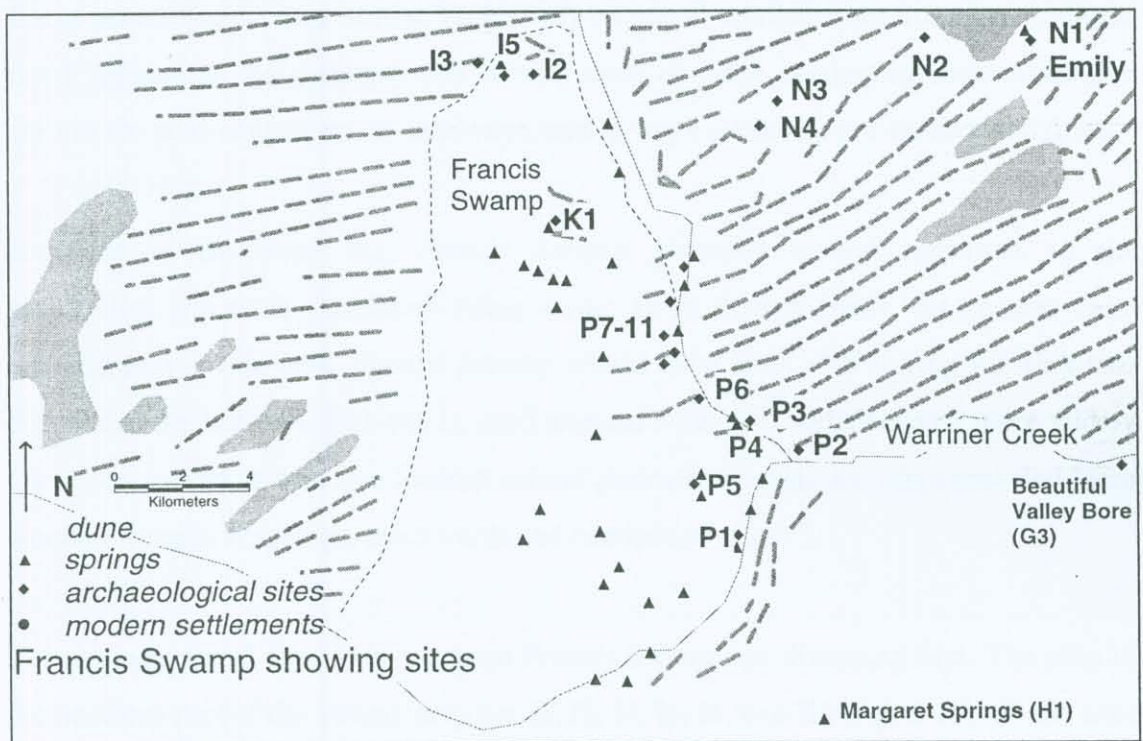 I3
I5
I2
N2
N1
Emily
N3
N4
Francis
Swamp
K1
P7-11
P6
P3
P4
P2
Warriner Creek
P5
Beautiful
Valley Bore
(G3)
P1
0 2 4
Kilometers
N
dune
springs
archaeological sites
modern settlements
Francis Swamp showing sites
Margaret Springs (H1)